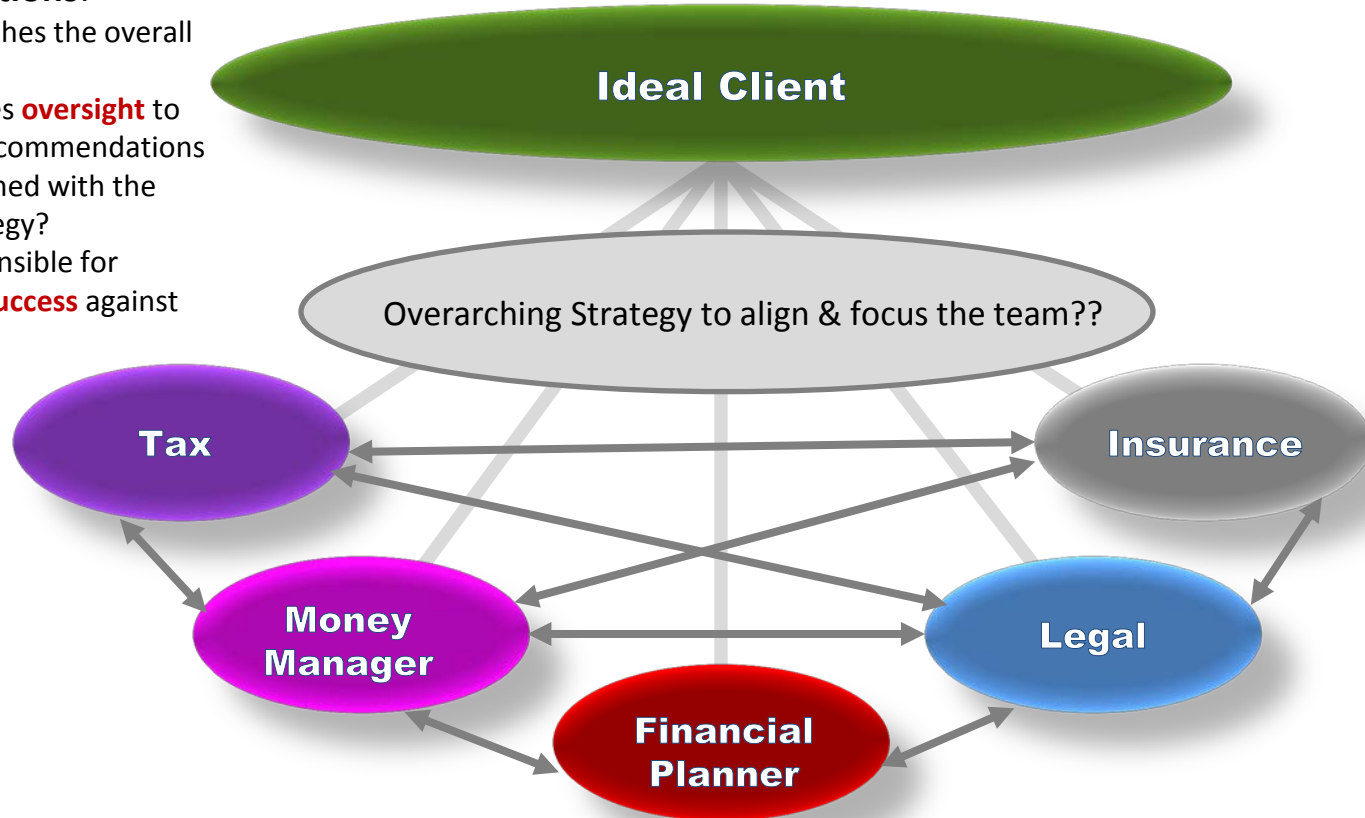 hes the overall
es oversight to
commendations
ned with the
egy?
nsible for
uccess against
Ideal Client
Overarching Strategy to align & focus the team??
Tax
Insurance
Money
Manager
Legal
Financial
Planner